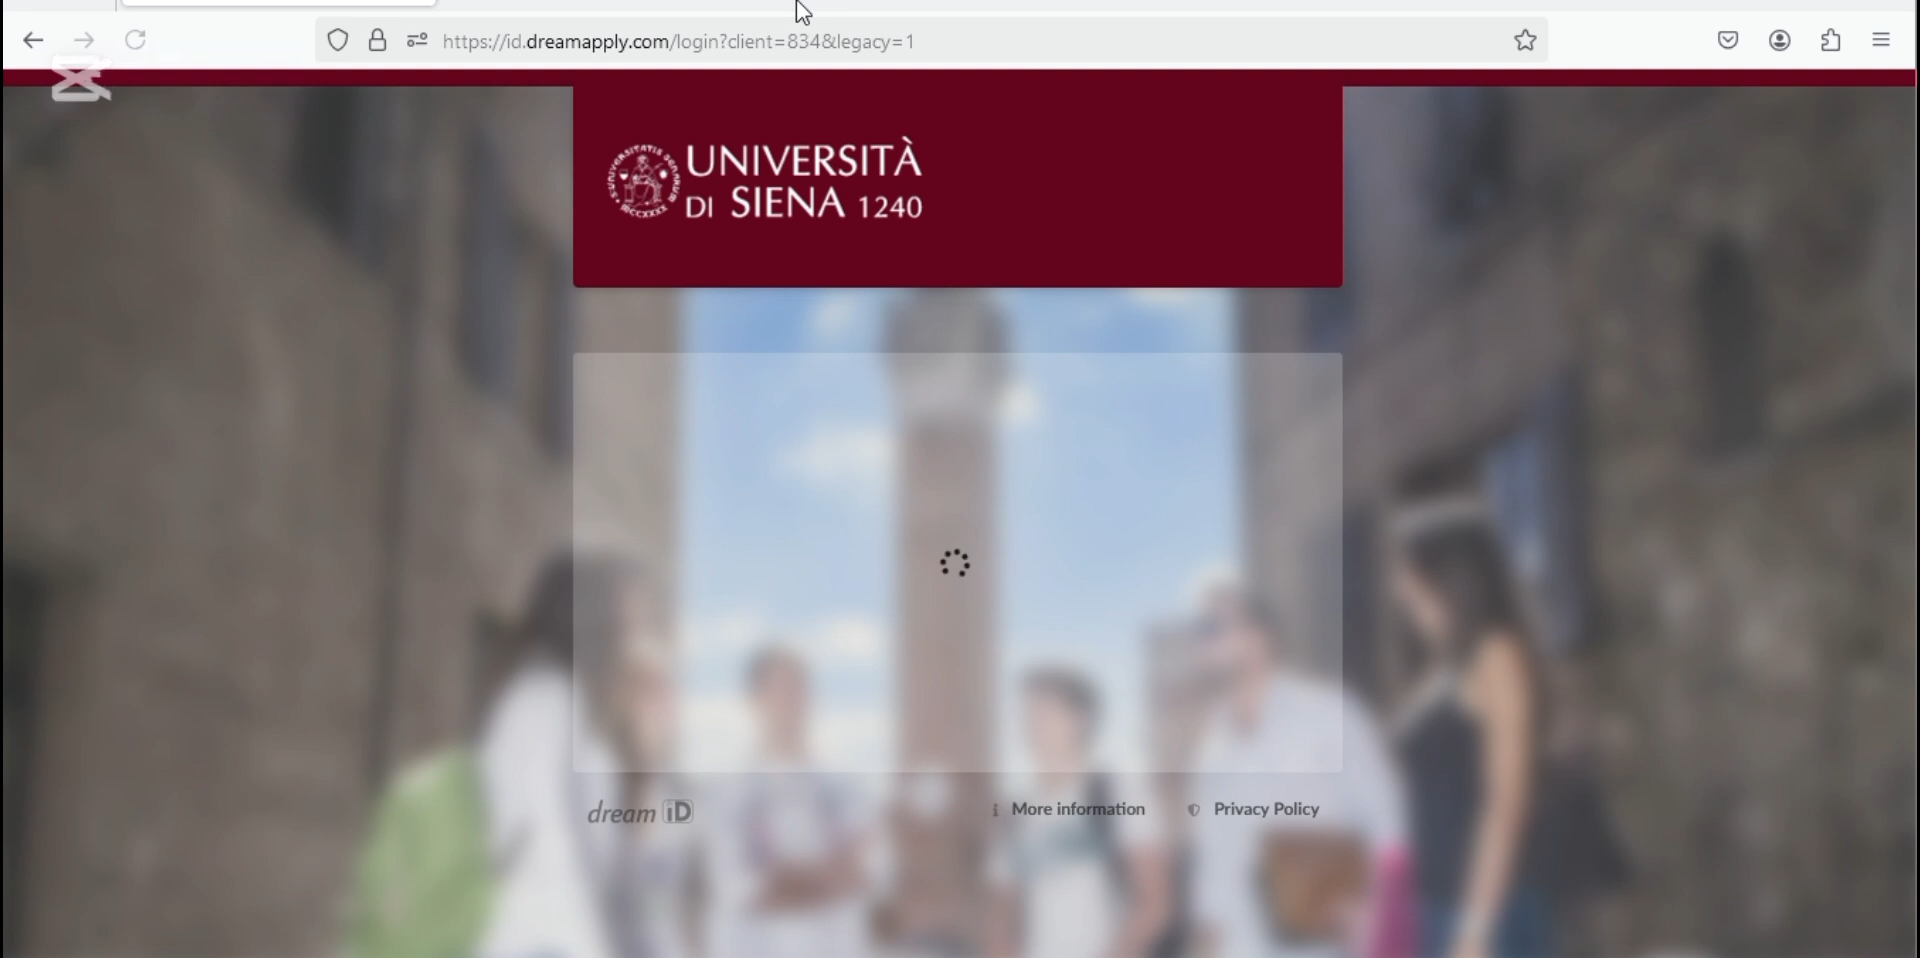 https://id.dreamapply.com/login?client=834&legacy=1
UNIVERSITÀ
DI SIENA 1240
dream iD
More information
Privacy Policy